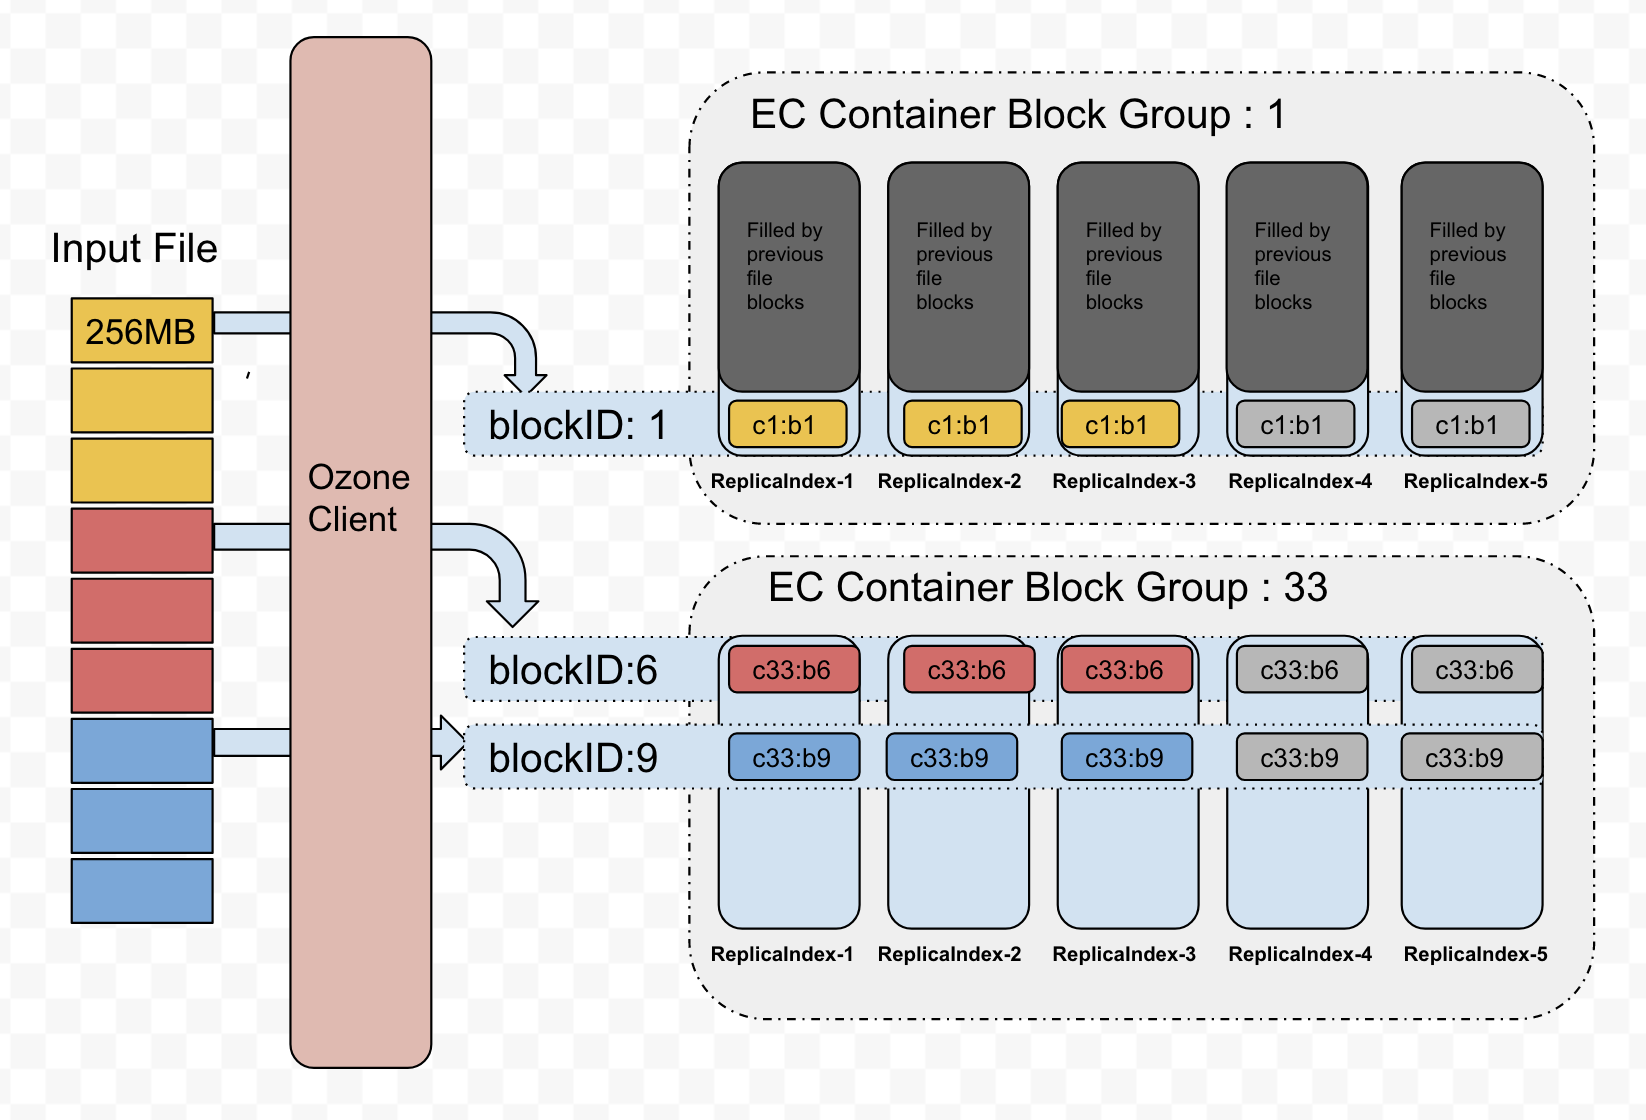 Input File
256MB
Ozone
Client
EC Container Block Group : 1
Filled by
previous
file
blocks
Filled by
previous
file
blocks
Filled by
previous
file
blocks
Filled by
previous
file
blocks
Filled by
previous
file
blocks
blockID: 1 c1:b1 c1:b1 c1:b1 c1:b1 c1:b1
ReplicaIndex-1 ReplicaIndex-2 ReplicaIndex-3 ReplicaIndex-4 ReplicaIndex-5
EC Container Block Group : 33
blockID:6 c33:b6 c33:b6 c33:b6 c33:b6 c33:b6
blockID:9 c33:b9 c33:b9 c33:b9 c33:b9 c33:b9
ReplicaIndex-1 ReplicaIndex-2 ReplicaIndex-3 ReplicaIndex-4 ReplicaIndex-5